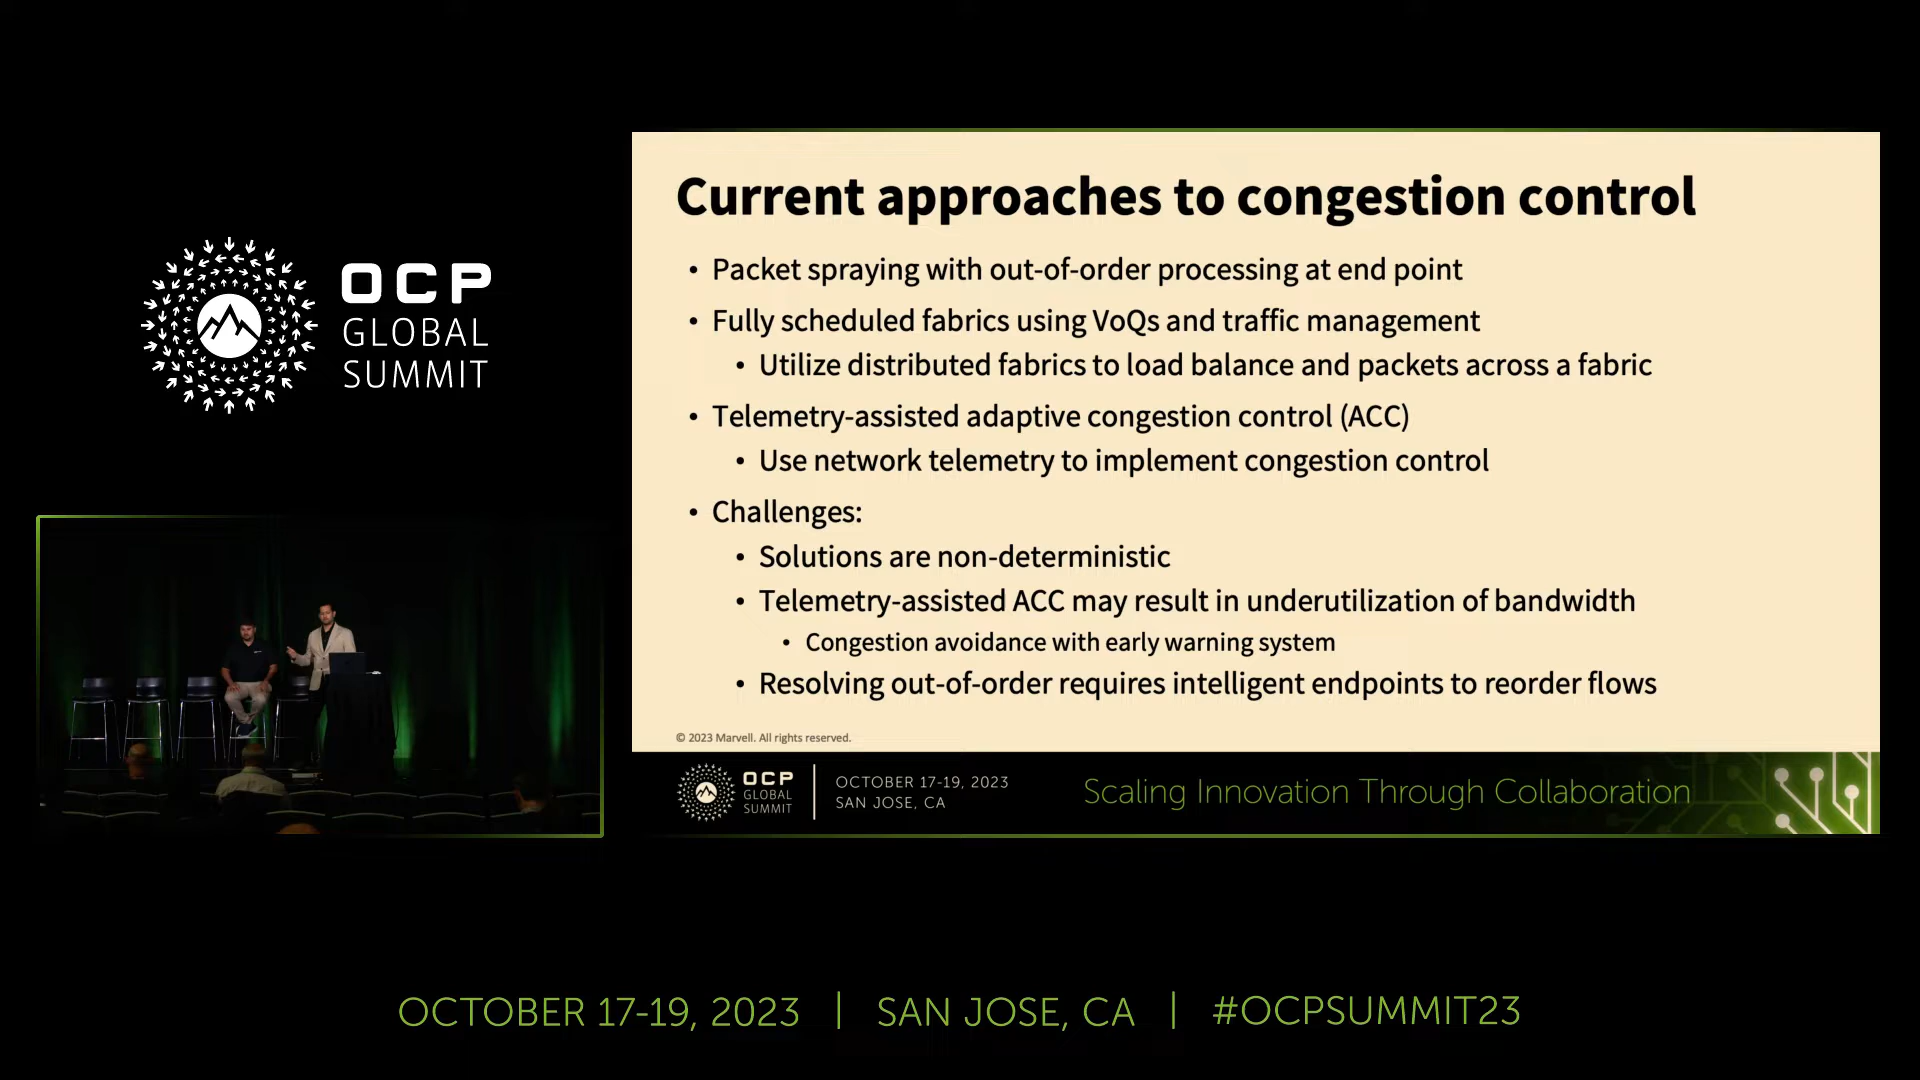 OCP
GLOBAL
SUMMIT
Current approaches to congestion control
• Packet spraying with out-of-order processing at end point
• Fully scheduled fabrics using VoQs and traffic management
• Utilize distributed fabrics to load balance and packets across a fabric
• Telemetry-assisted adaptive congestion control (ACC)
• Use network telemetry to implement congestion control
• Challenges:
• Solutions are non-deterministic
• Telemetry-assisted ACC may result in underutilization of bandwidth
• Congestion avoidance with early warning system
• Resolving out-of-order requires intelligent endpoints to reorder flows
© 2023 Marvell. All rights reserved.
OCP
GLOBAL
SUMMIT
OCTOBER 17-19, 2023
SAN JOSE, CA
Scaling Innovation Through Collaboration
OCTOBER 17-19, 2023 | SAN JOSE, CA | #OCPSUMMIT23